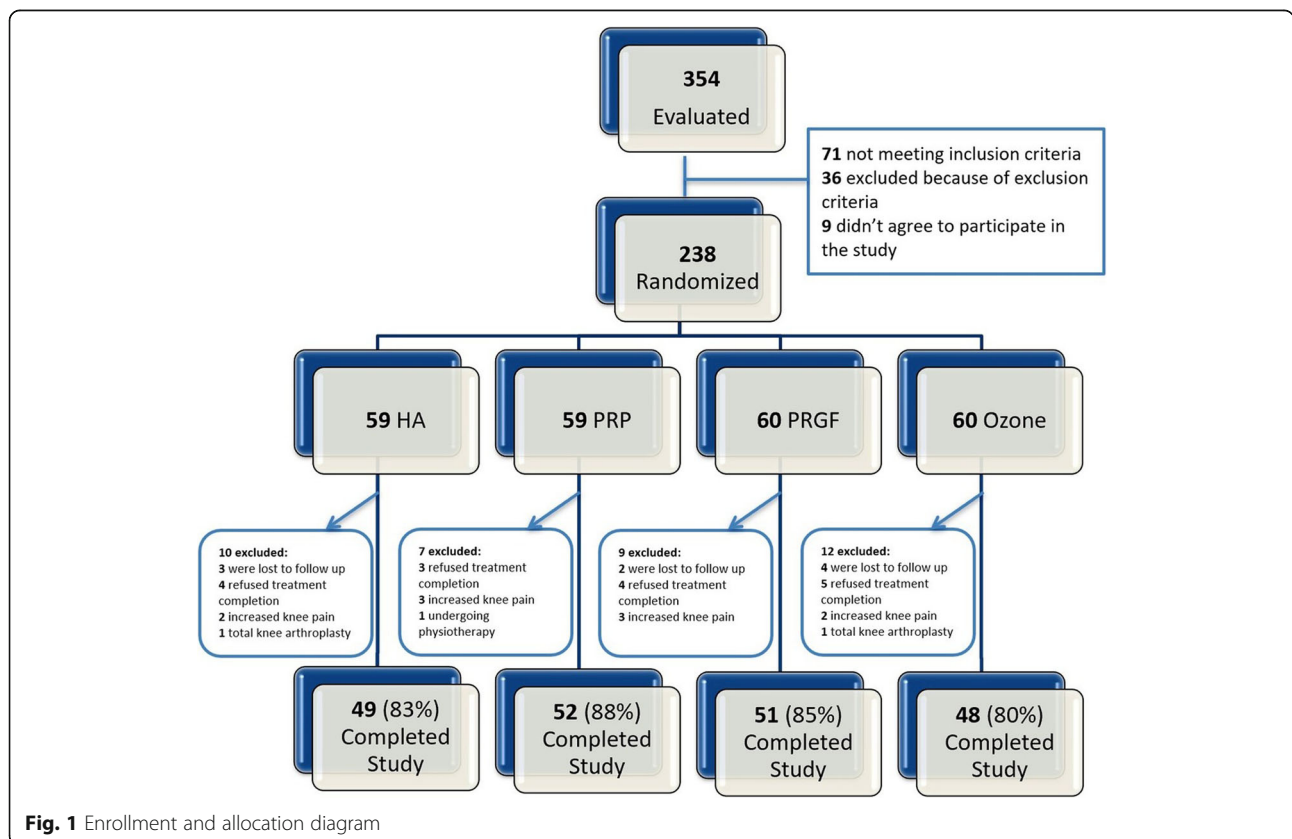 354
Evaluated
71 not meeting inclusion criteria
36 excluded because of exclusion
criteria
9 didn't agree to participate in
the study
238
Randomized
59 HA
59 PRP
60 PRGF
60 Ozone
10 excluded:
3 were lost to follow up
4 refused treatment
completion
2 increased knee pain
1 total knee arthroplasty
7 excluded:
3 refused treatment
completion
3 increased knee pain
1 undergoing
physiotherapy
9 excluded:
2 were lost to follow up
4 refused treatment
completion
3 increased knee pain
12 excluded:
4 were lost to follow up
5 refused treatment
completion
2 increased knee pain
1 total knee arthroplasty
49 (83%)
Completed
Study
52 (88%)
Completed
Study
51 (85%)
Completed
Study
48 (80%)
Completed
Study
Fig. 1 Enrollment and allocation diagram